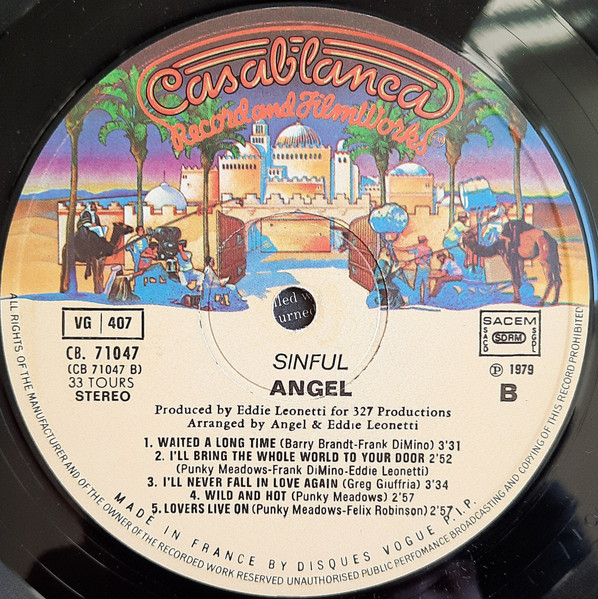 Casablanca
Record and FilmWorks
™
VG | 407
CB. 71047
(CB 71047 B)
33 TOURS
STEREO
SACEM
SACD SDRM SGDL
Ⓟ 1979
B
SINFUL
ANGEL
Produced by Eddie Leonetti for 327 Productions
Arranged by Angel & Eddie Leonetti
1. WAITED A LONG TIME (Barry Brandt-Frank DiMino) 3'31
2. I'LL BRING THE WHOLE WORLD TO YOUR DOOR 2'52
(Punky Meadows-Frank DiMino-Eddie Leonetti)
3. I'LL NEVER FALL IN LOVE AGAIN (Greg Giuffria) 3'34
4. WILD AND HOT (Punky Meadows) 2'57
5. LOVERS LIVE ON (Punky Meadows-Felix Robinson) 2'57
MADE IN FRANCE BY DISQUES VOGUE P.I.P.
ALL RIGHTS OF THE MANUFACTURER AND OF THE OWNER OF THE RECORDED WORK RESERVED UNAUTHORISED PUBLIC PERFOMANCE BROADCASTING AND COPYING OF THIS RECORD PROHIBITED